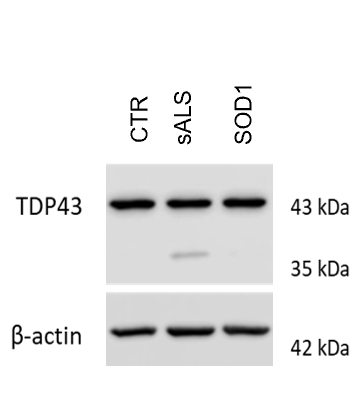 CTR
sALS
SOD1
TDP43
43 kDa
35 kDa
β-actin
42 kDa